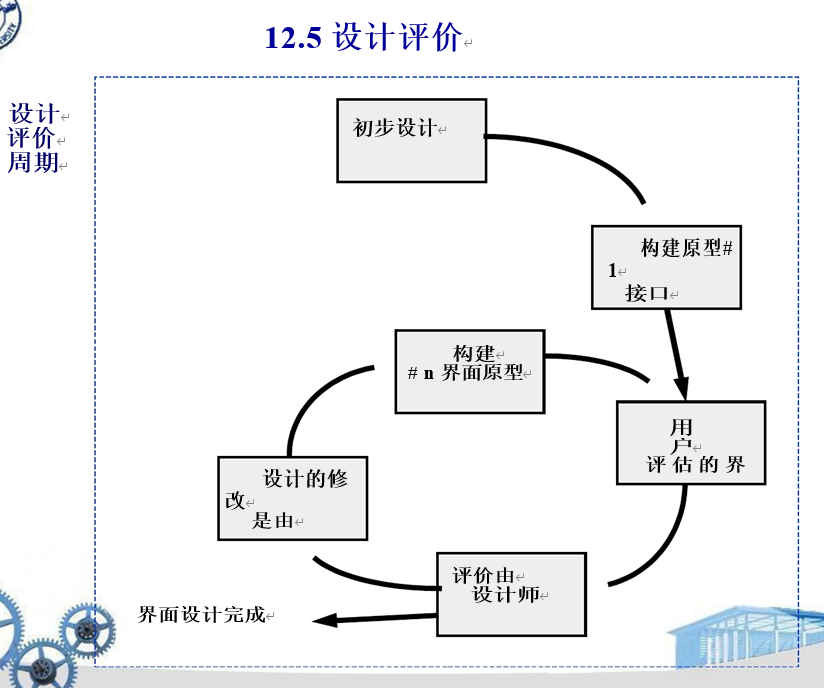 12.5 设计评价
设计
评价
周期
初步设计
构建原型#
1
接口
构建
# n 界面原型
用
户
评估的界
设计的修
改
是由
评价由
设计师
界面设计完成